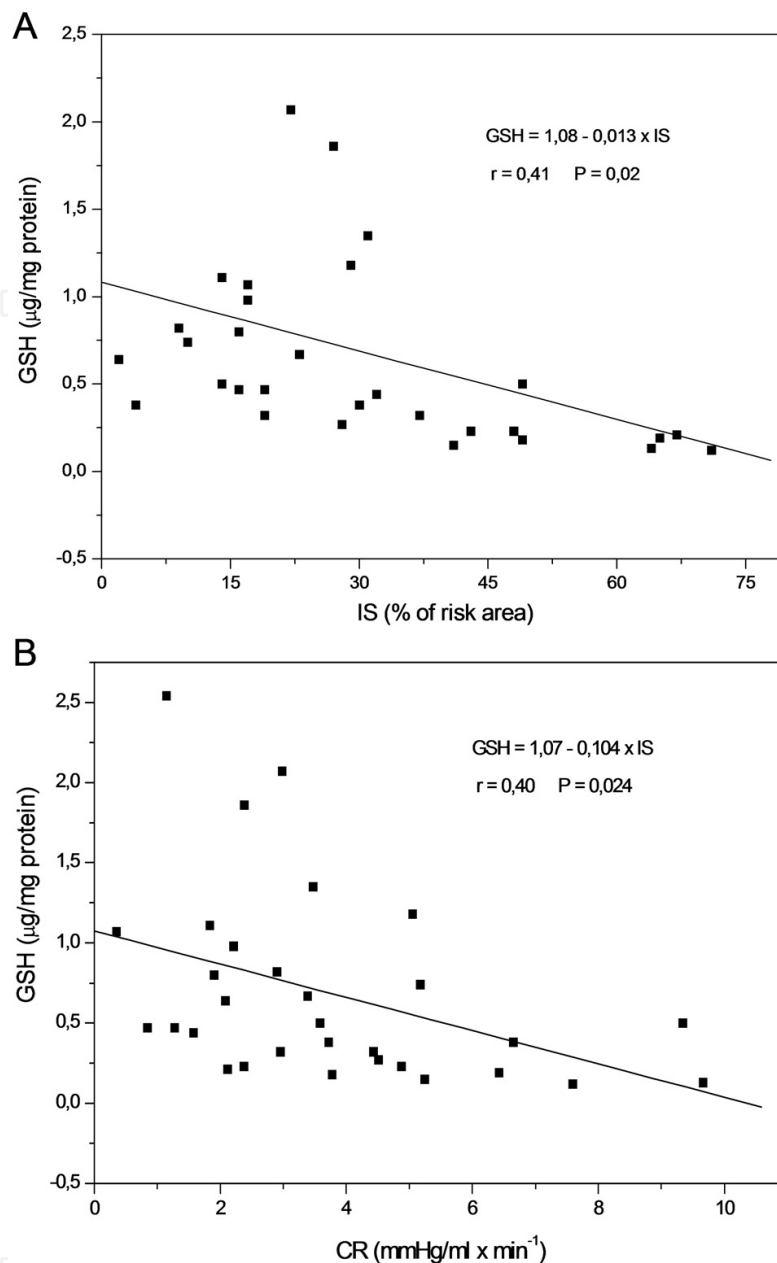 A
2,5
2,0
1,5
1,0
0,5
0,0
-0,5
GSH (μg/mg protein)
GSH = 1,08 - 0,013 x IS
r = 0,41 P = 0,02
0 15 30 45 60 75
IS (% of risk area)
B
2,5
2,0
1,5
1,0
0,5
0,0
-0,5
GSH (μg/mg protein)
GSH = 1,07 - 0,104 x IS
r = 0,40 P = 0,024
0 2 4 6 8 10
CR (mmHg/ml x min⁻¹)